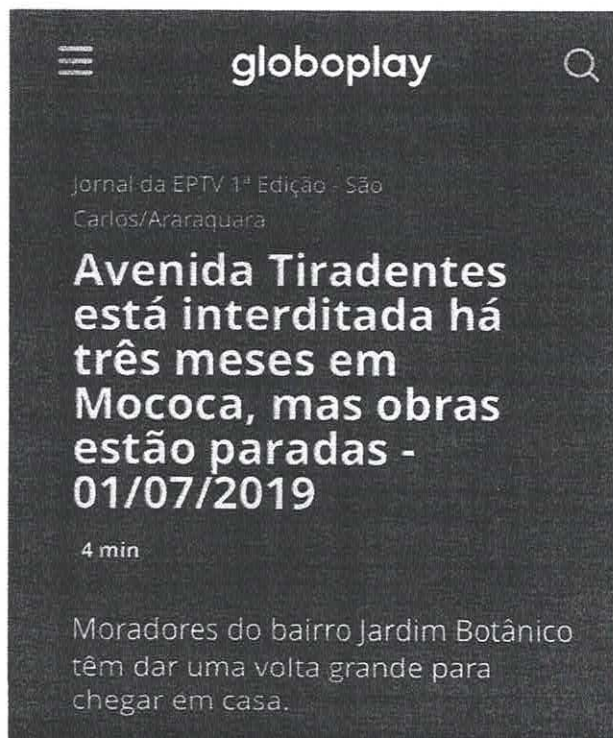 globoplay
Jornal da EPTV 1ª Edição - São
Carlos/Araraquara
Avenida Tiradentes
está interditada há
três meses em
Mococa, mas obras
estão paradas -
01/07/2019
4 min
Moradores do bairro Jardim Botânico
têm dar uma volta grande para
chegar em casa.